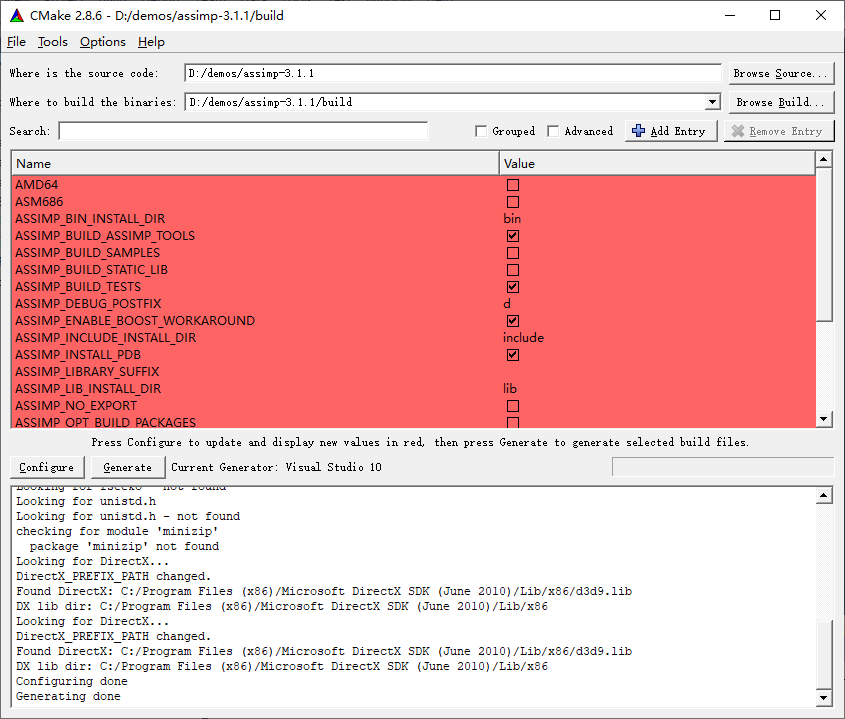 CMake 2.8.6 - D:/demos/assimp-3.1.1/build
File Tools Options Help
Where is the source code: D:/demos/assimp-3.1.1 Browse Source...
Where to build the binaries: D:/demos/assimp-3.1.1/build Browse Build...
Search: Grouped Advanced Add Entry Remove Entry
Name Value
AMD64
ASM686
ASSIMP_BIN_INSTALL_DIR bin
ASSIMP_BUILD_ASSIMP_TOOLS
ASSIMP_BUILD_SAMPLES
ASSIMP_BUILD_STATIC_LIB
ASSIMP_BUILD_TESTS
ASSIMP_DEBUG_POSTFIX d
ASSIMP_ENABLE_BOOST_WORKAROUND
ASSIMP_INCLUDE_INSTALL_DIR include
ASSIMP_INSTALL_PDB
ASSIMP_LIBRARY_SUFFIX
ASSIMP_LIB_INSTALL_DIR lib
ASSIMP_NO_EXPORT
ASSIMP_OPT_BUILD_PACKAGES
Press Configure to update and display new values in red, then press Generate to generate selected build files.
Configure Generate Current Generator: Visual Studio 10
Looking for fseeko - not found
Looking for unistd.h
Looking for unistd.h - not found
checking for module 'minizip'
package 'minizip' not found
Looking for DirectX...
DirectX_PREFIX_PATH changed.
Found DirectX: C:/Program Files (x86)/Microsoft DirectX SDK (June 2010)/Lib/x86/d3d9.lib
DX lib dir: C:/Program Files (x86)/Microsoft DirectX SDK (June 2010)/Lib/x86
Looking for DirectX...
DirectX_PREFIX_PATH changed.
Found DirectX: C:/Program Files (x86)/Microsoft DirectX SDK (June 2010)/Lib/x86/d3d9.lib
DX lib dir: C:/Program Files (x86)/Microsoft DirectX SDK (June 2010)/Lib/x86
Configuring done
Generating done